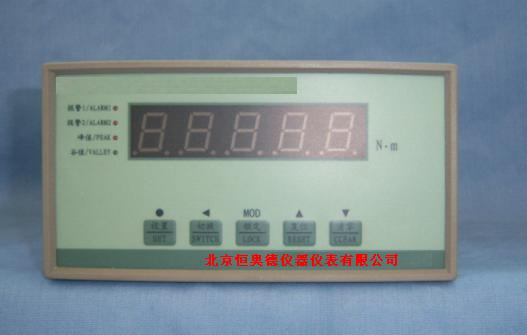 报警1/ALARM1
报警2/ALARM2
峰值/PEAK
谷值/VALLEY
88888
N·m
● ◀ MOD ▲ ▼
设置 切换 锁定 复位 清零
SET SWITCH LOCK RESET CLEAR
北京恒奥德仪器仪表有限公司